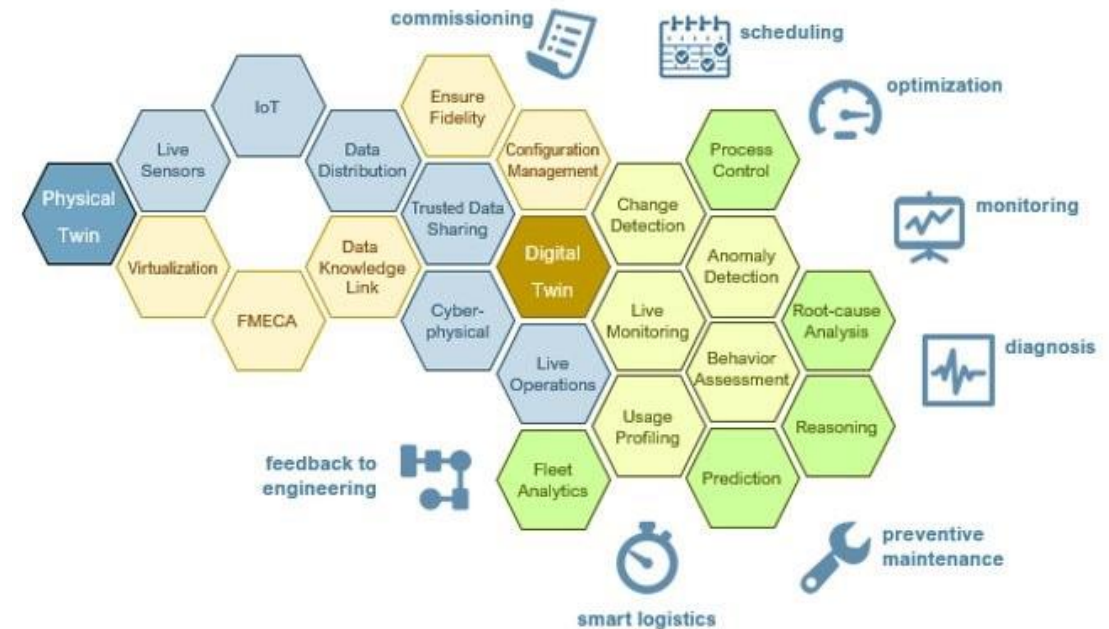 commissioning
scheduling
optimization
monitoring
diagnosis
preventive
maintenance
smart logistics
feedback to
engineering
Physical
Twin
Live
Sensors
IoT
Virtualization
FMECA
Data
Distribution
Data
Knowledge
Link
Ensure
Fidelity
Trusted Data
Sharing
Cyber-
physical
Configuration
Management
Digital
Twin
Live
Operations
Fleet
Analytics
Change
Detection
Live
Monitoring
Usage
Profiling
Process
Control
Anomaly
Detection
Behavior
Assessment
Prediction
Root-cause
Analysis
Reasoning